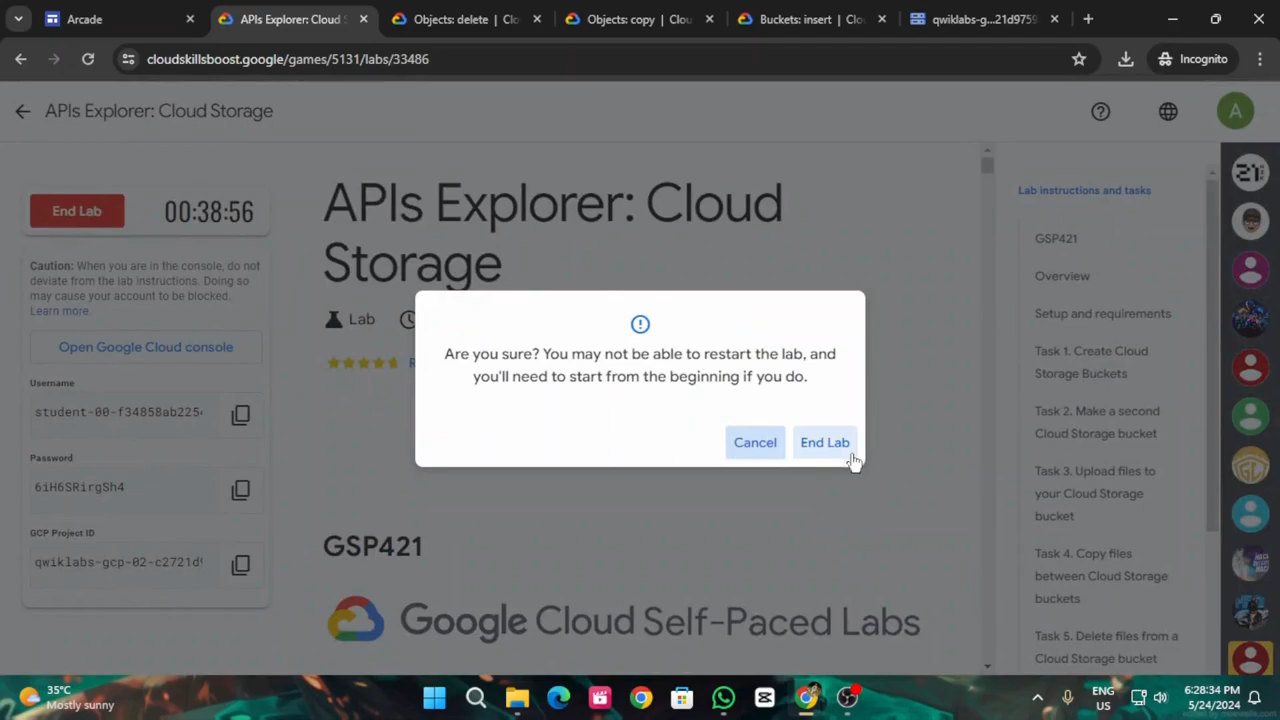 Arcade
APIs Explorer: Cloud S
Objects: delete | Clo
Objects: copy | Cloud
Buckets: insert | Clou
qwiklabs-g...21d9759
cloudskillsboost.google/games/5131/labs/33486
Incognito
APIs Explorer: Cloud Storage
A
End Lab
00:38:56
Caution: When you are in the console, do not
deviate from the lab instructions. Doing so
may cause your account to be blocked.
Learn more.
Open Google Cloud console
Username
student-00-f34858ab2254
Password
6iH6SRirgSh4
GCP Project ID
qwiklabs-gcp-02-c2721d9
APIs Explorer: Cloud
Storage
Lab
Are you sure? You may not be able to restart the lab, and
you'll need to start from the beginning if you do.
Cancel
End Lab
GSP421
Google Cloud Self-Paced Labs
Lab instructions and tasks
GSP421
Overview
Setup and requirements
Task 1. Create Cloud
Storage Buckets
Task 2. Make a second
Cloud Storage bucket
Task 3. Upload files to
your Cloud Storage
bucket
Task 4. Copy files
between Cloud Storage
buckets
Task 5. Delete files from a
Cloud Storage bucket
35°C
Mostly sunny
ENG
US
6:28:34 PM
5/24/2024